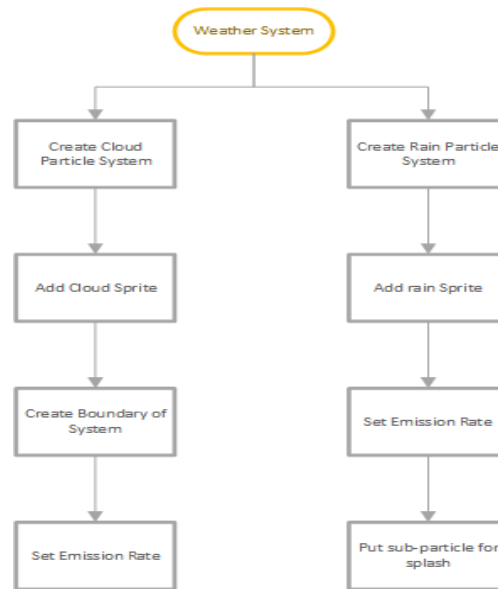 Weather System
Create Cloud
Particle System
Create Rain Particle
System
Add Cloud Sprite
Add rain Sprite
Create Boundary of
System
Set Emission Rate
Set Emission Rate
Put sub-particle for
splash